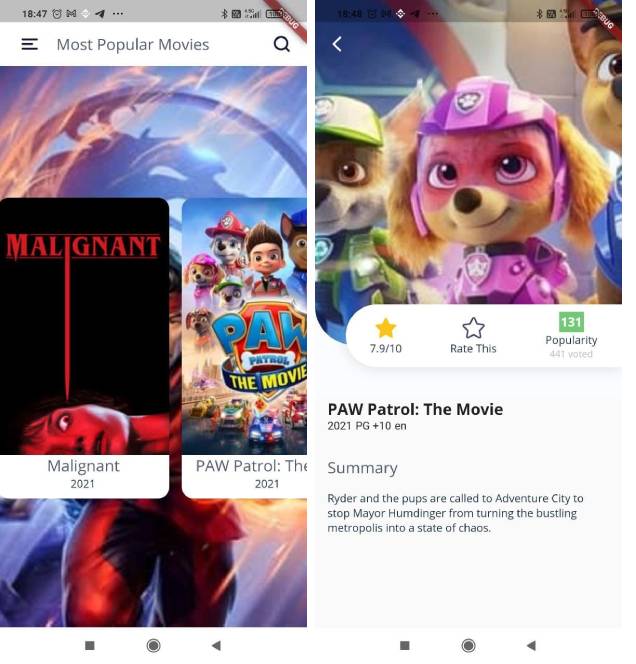 18:47
DEBUG
Most Popular Movies
MALIGNANT
PAW
PATROL
THE MOVIE
Malignant
2021
PAW Patrol: The
2021
18:48
DEBUG
7.9/10
Rate This
131
Popularity
441 voted
PAW Patrol: The Movie
2021 PG +10 en
Summary
Ryder and the pups are called to Adventure City to
stop Mayor Humdinger from turning the bustling
metropolis into a state of chaos.